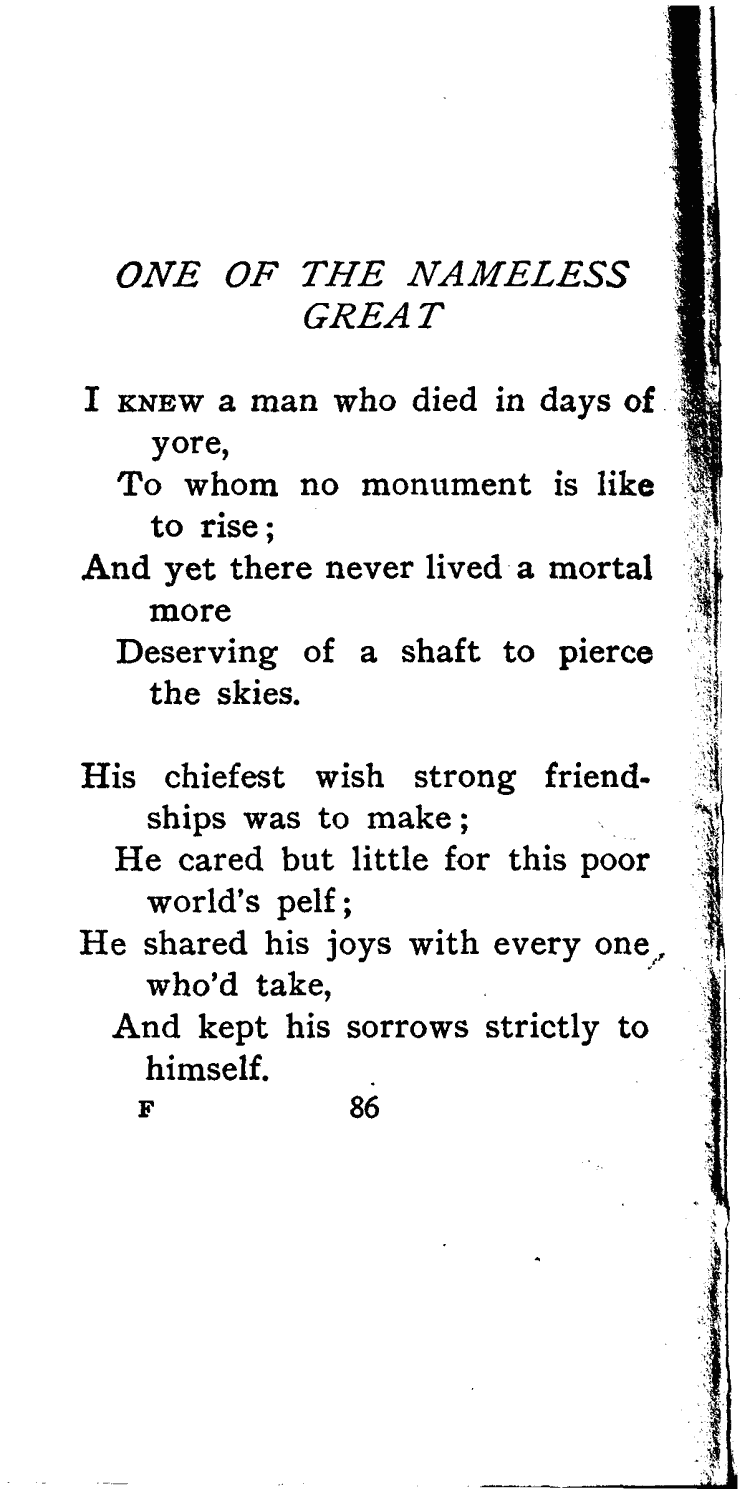 ONE OF THE NAMELESS
GREAT
I KNEW a man who died in days of
yore,
To whom no monument is like
to rise;
And yet there never lived a mortal
more
Deserving of a shaft to pierce
the skies.
His chiefest wish strong friend-
ships was to make;
He cared but little for this poor
world's pelf;
He shared his joys with every one
who'd take,
And kept his sorrows strictly to
himself.
F 86